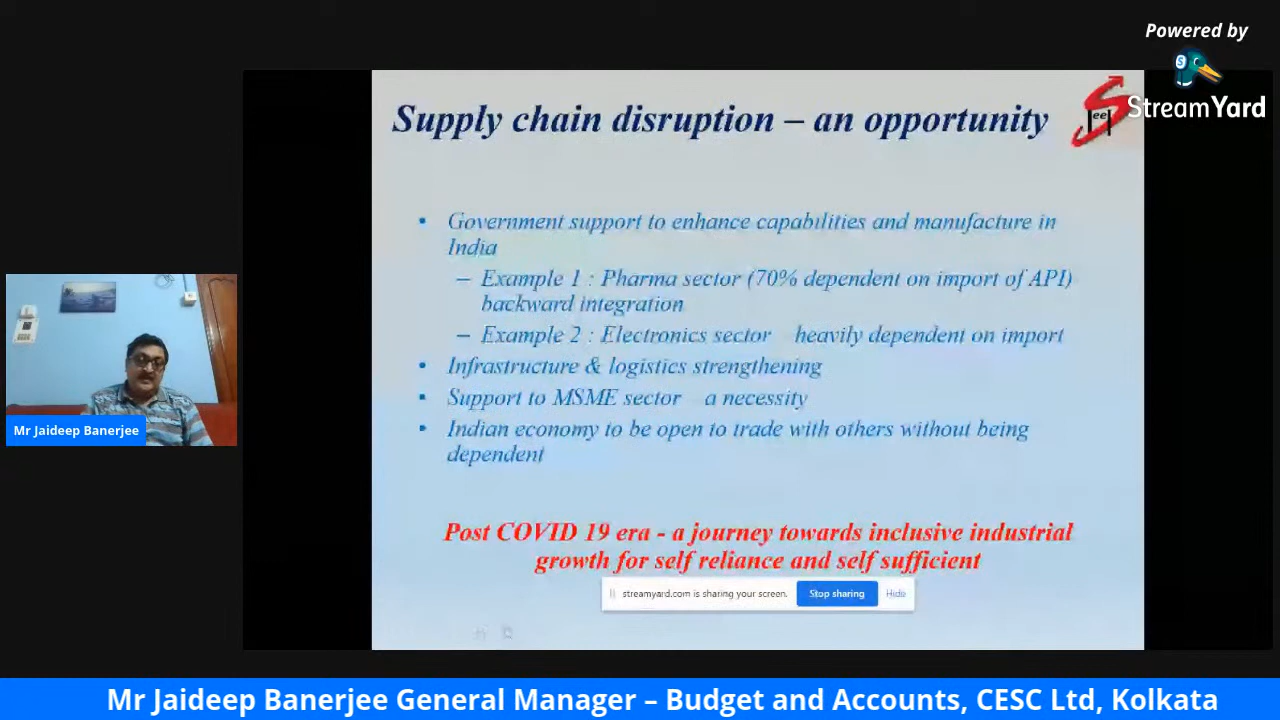 Powered by
StreamYard
Supply chain disruption – an opportunity
eei
• Government support to enhance capabilities and manufacture in
India
– Example 1 : Pharma sector (70% dependent on import of API)
backward integration
– Example 2 : Electronics sector heavily dependent on import
• Infrastructure & logistics strengthening
• Support to MSME sector a necessity
• Indian economy to be open to trade with others without being
dependent
Post COVID 19 era - a journey towards inclusive industrial
growth for self reliance and self sufficient
streamyard.com is sharing your screen.
Stop sharing
Hide
Mr Jaideep Banerjee
Mr Jaideep Banerjee General Manager – Budget and Accounts, CESC Ltd, Kolkata